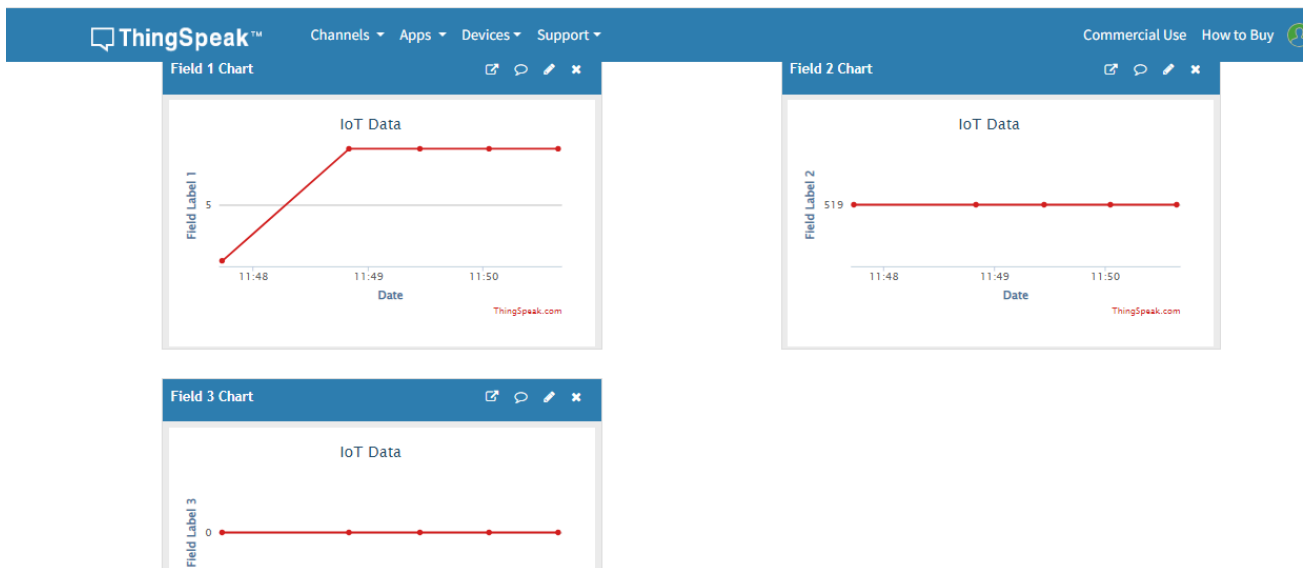 ThingSpeak™ Channels Apps Devices Support Commercial Use How to Buy
Field 1 Chart
IoT Data
Field Label 1
5
11:48 11:49 11:50
Date
ThingSpeak.com
Field 2 Chart
IoT Data
Field Label 2
519
11:48 11:49 11:50
Date
ThingSpeak.com
Field 3 Chart
IoT Data
Field Label 3
0